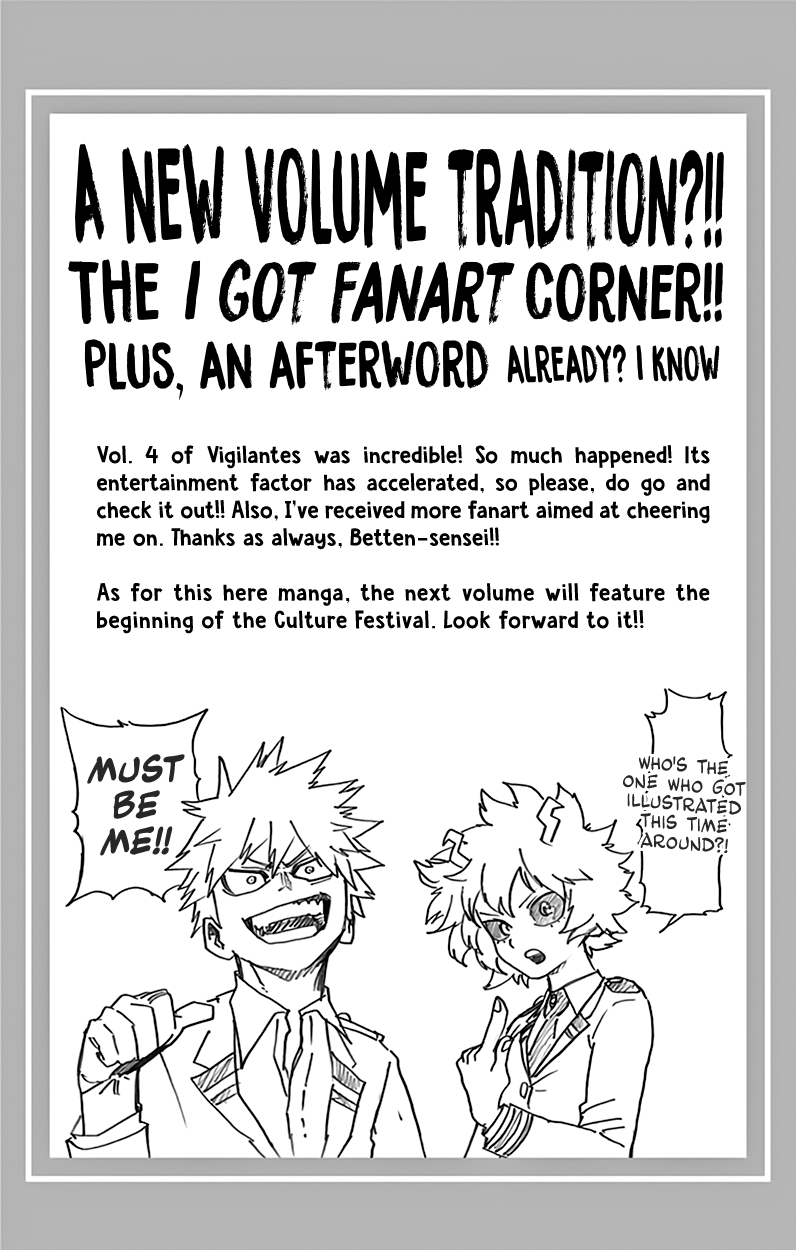 A NEW VOLUME TRADITION?!!
THE I GOT FANART CORNER!!
PLUS, AN AFTERWORD ALREADY? I KNOW
Vol. 4 of Vigilantes was incredible! So much happened! Its
entertainment factor has accelerated, so please, do go and
check it out!! Also, I've received more fanart aimed at cheering
me on. Thanks as always, Betten-sensei!!
As for this here manga, the next volume will feature the
beginning of the Culture Festival. Look forward to it!!
MUST
BE
ME!!
WHO'S THE
ONE WHO GOT
ILLUSTRATED
THIS TIME
AROUND?!